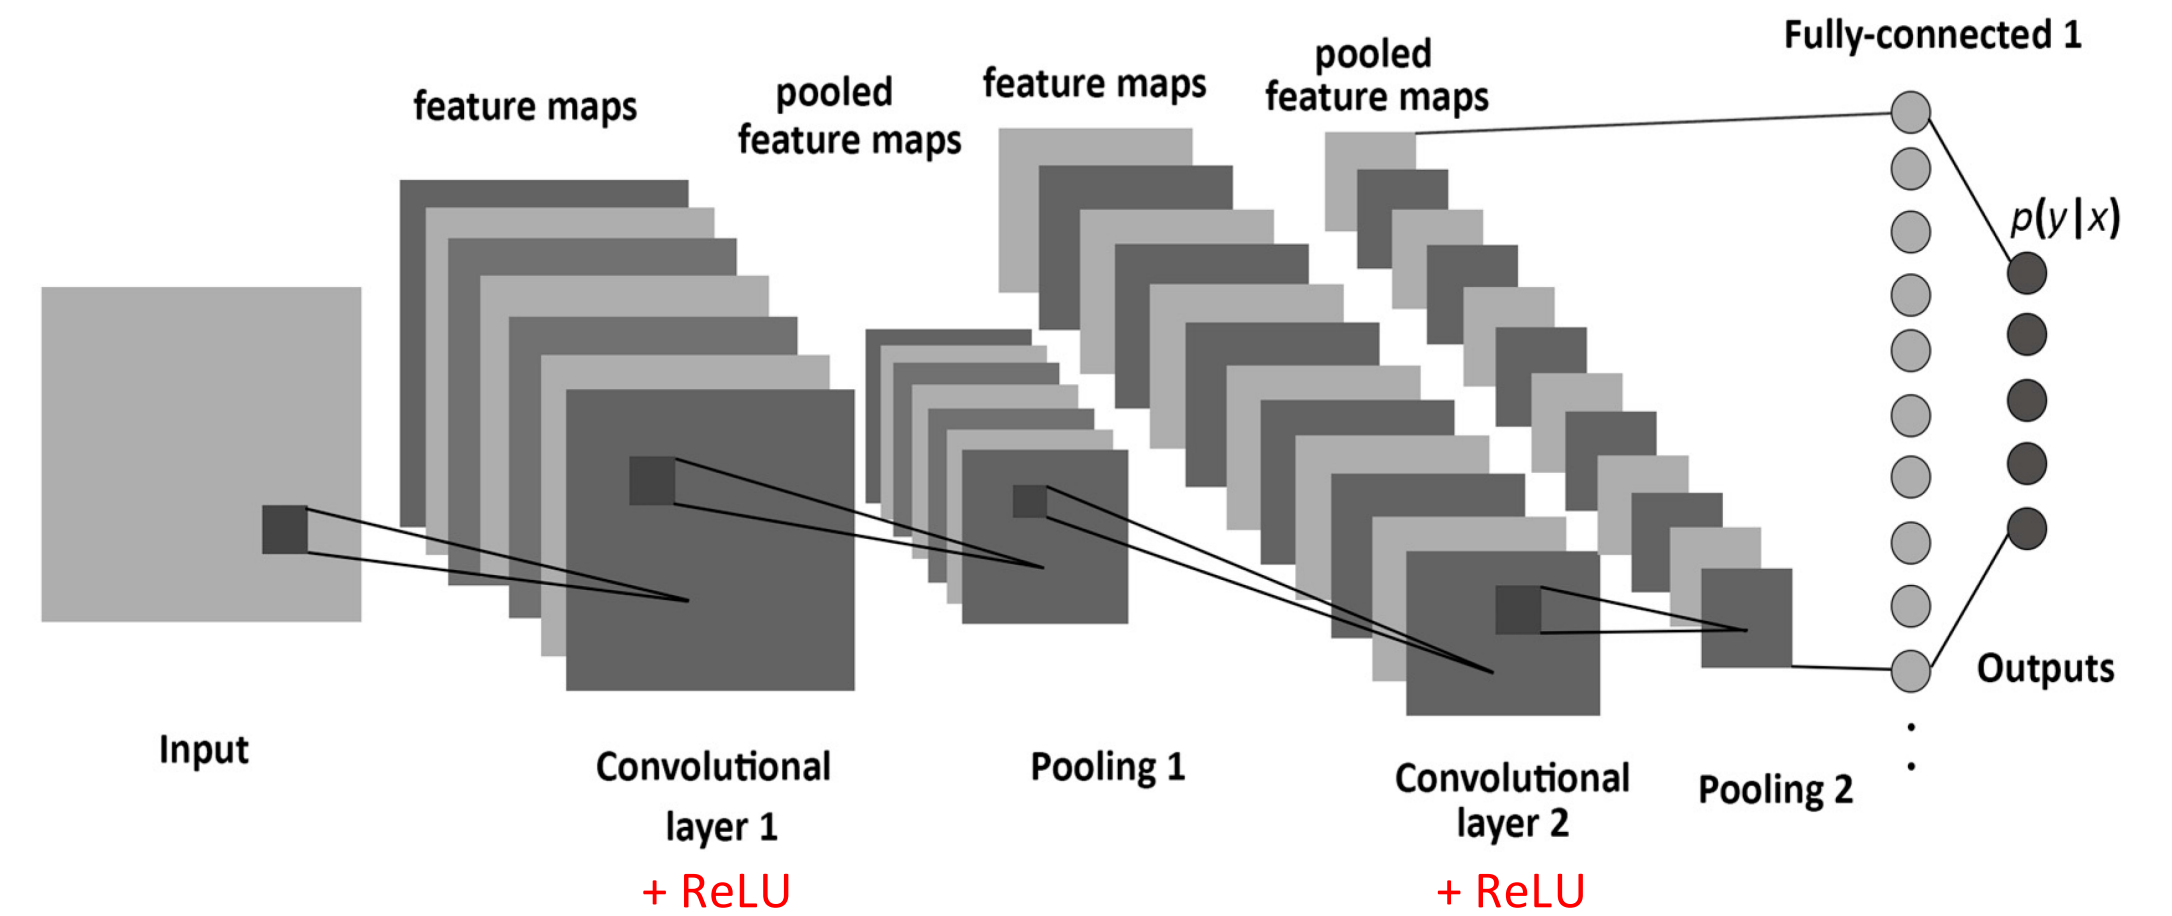 feature maps
pooled
feature maps
feature maps
pooled
feature maps
Fully-connected 1
p(y|x)
Outputs
Input
Convolutional
layer 1
+ ReLU
Pooling 1
Convolutional
layer 2
+ ReLU
Pooling 2